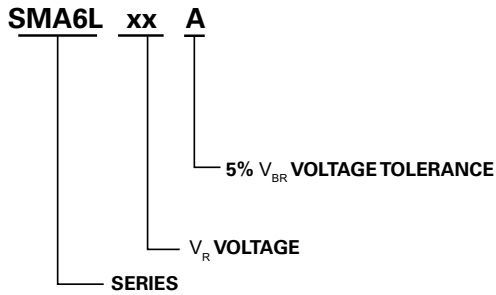 SMA6L xx A
5% VBR VOLTAGE TOLERANCE
VR VOLTAGE
SERIES